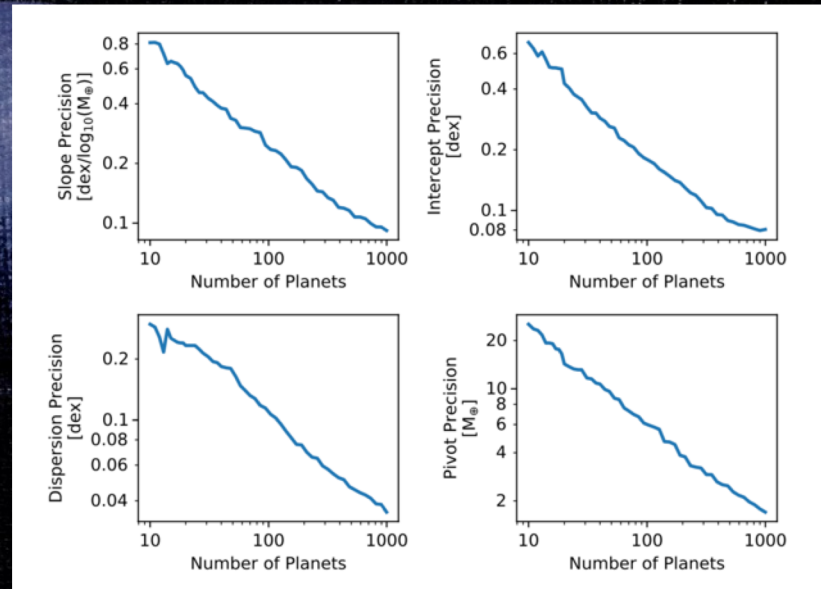 0.8
0.6
0.4
0.2
0.1
Slope Precision
[dex/log₁₀(M⊕)]
10 100 1000
Number of Planets
0.6
0.4
0.2
0.1
0.08
Intercept Precision
[dex]
10 100 1000
Number of Planets
0.2
0.1
0.08
0.06
0.04
Dispersion Precision
[dex]
10 100 1000
Number of Planets
20
10
8
6
4
2
Pivot Precision
[M⊕]
10 100 1000
Number of Planets